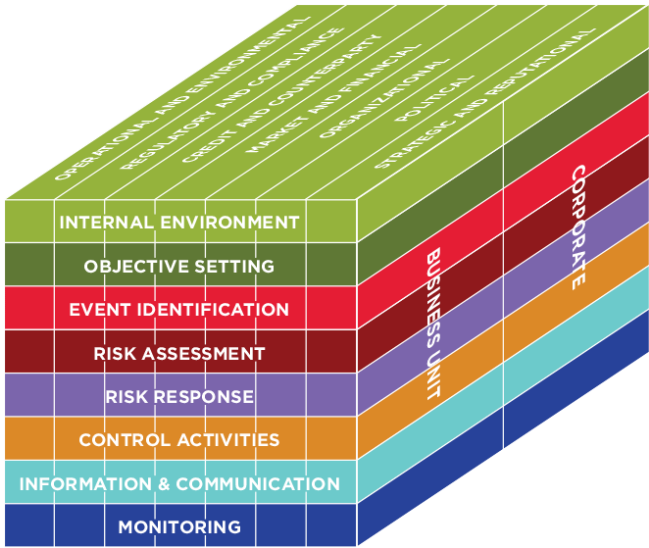 OPERATIONAL AND ENVIRONMENTAL
REGULATORY AND COMPLIANCE
CREDIT AND COUNTERPARTY
MARKET AND FINANCIAL
ORGANIZATIONAL
POLITICAL
STRATEGIC AND REPUTATIONAL
INTERNAL ENVIRONMENT
OBJECTIVE SETTING
EVENT IDENTIFICATION
RISK ASSESSMENT
RISK RESPONSE
CONTROL ACTIVITIES
INFORMATION & COMMUNICATION
MONITORING
BUSINESS UNIT
CORPORATE